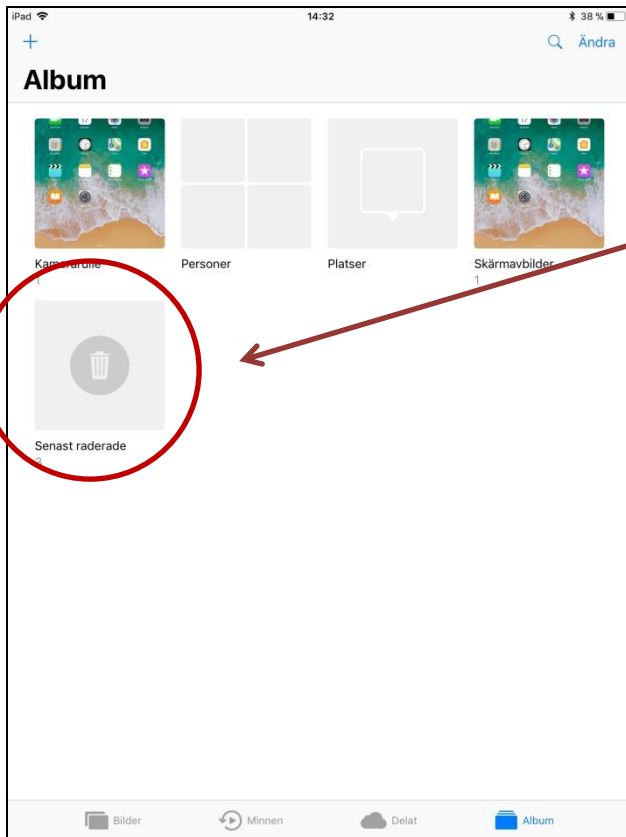 iPad 14:32 38 %
+ Ändra
Album
Kamerarulle Personer Platser Skärmavbilder
1 1
Senast raderade
Bilder Minnen Delat Album